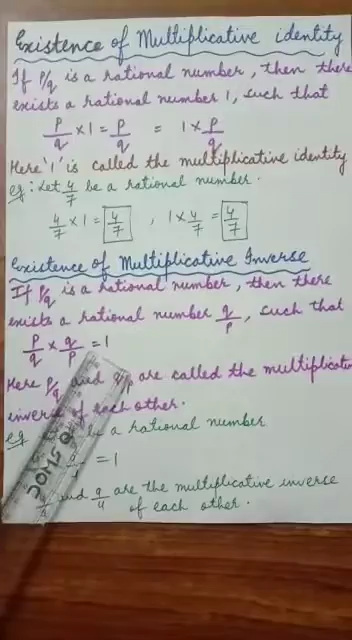 Existence of Multiplicative identity
If p/q is a rational number, then there
exists a rational number 1, such that
p/q × 1 = p/q = 1 × p/q
Here '1' is called the multiplicative identity
eg: Let 4/7 be a rational number.
4/7 × 1 = 4/7 , 1 × 4/7 = 4/7
Existence of Multiplicative Inverse
If p/q is a rational number, then there
exists a rational number q/p, such that
p/q × q/p = 1
Here p/q and q/p are called the multiplicative
inverse of each other.
eg be a rational number
= 1
and 9/4 are the multiplicative inverse
of each other.